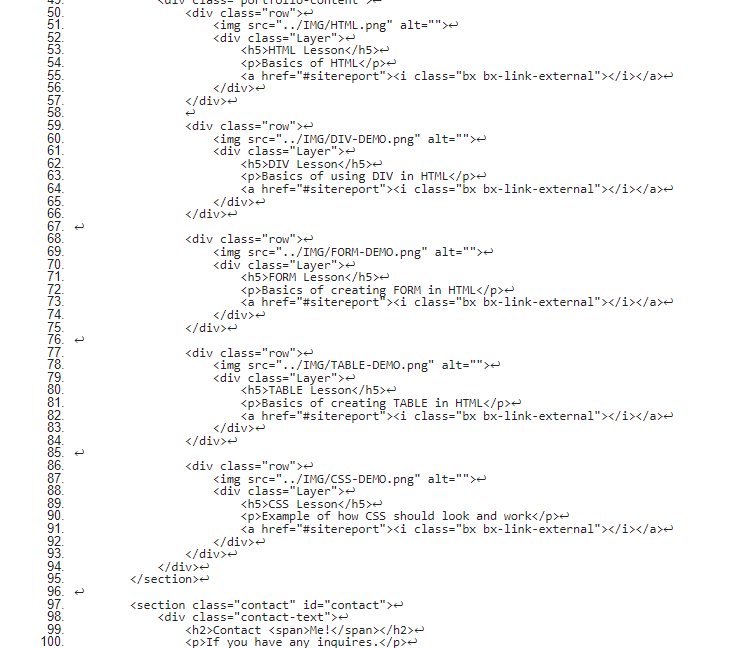 49. <div class="portfolio-content">↩
50. <div class="row">↩
51. <img src="../IMG/HTML.png" alt="">↩
52. <div class="Layer">↩
53. <h5>HTML Lesson</h5>↩
54. <p>Basics of HTML</p>↩
55. <a href="#sitereport"><i class="bx bx-link-external"></i></a>↩
56. </div>↩
57. </div>↩
58. ↩
59. <div class="row">↩
60. <img src="../IMG/DIV-DEMO.png" alt="">↩
61. <div class="Layer">↩
62. <h5>DIV Lesson</h5>↩
63. <p>Basics of using DIV in HTML</p>↩
64. <a href="#sitereport"><i class="bx bx-link-external"></i></a>↩
65. </div>↩
66. </div>↩
67. ↩
68. <div class="row">↩
69. <img src="../IMG/FORM-DEMO.png" alt="">↩
70. <div class="Layer">↩
71. <h5>FORM Lesson</h5>↩
72. <p>Basics of creating FORM in HTML</p>↩
73. <a href="#sitereport"><i class="bx bx-link-external"></i></a>↩
74. </div>↩
75. </div>↩
76. ↩
77. <div class="row">↩
78. <img src="../IMG/TABLE-DEMO.png" alt="">↩
79. <div class="Layer">↩
80. <h5>TABLE Lesson</h5>↩
81. <p>Basics of creating TABLE in HTML</p>↩
82. <a href="#sitereport"><i class="bx bx-link-external"></i></a>↩
83. </div>↩
84. </div>↩
85. ↩
86. <div class="row">↩
87. <img src="../IMG/CSS-DEMO.png" alt="">↩
88. <div class="Layer">↩
89. <h5>CSS Lesson</h5>↩
90. <p>Example of how CSS should look and work</p>↩
91. <a href="#sitereport"><i class="bx bx-link-external"></i></a>↩
92. </div>↩
93. </div>↩
94. </div>↩
95. </section>↩
96. ↩
97. <section class="contact" id="contact">↩
98. <div class="contact-text">↩
99. <h2>Contact <span>Me!</span></h2>↩
100. <p>If you have any inquires.</p>↩